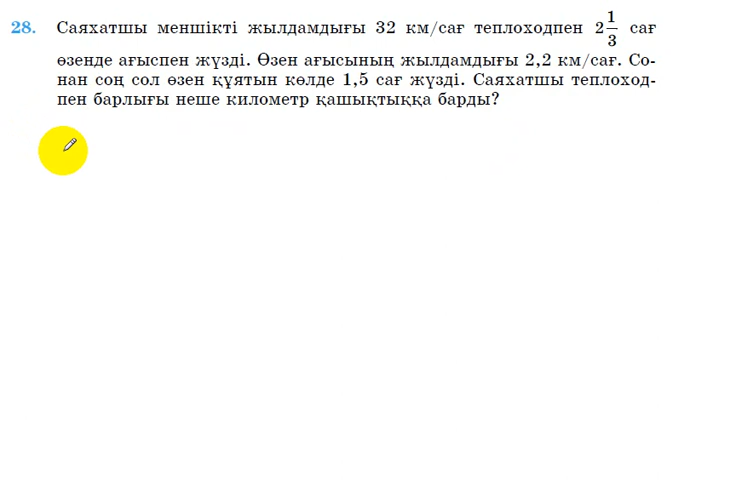 28. Саяхатшы меншікті жылдамдығы 32 км/сағ теплоходпен 2 1/3 сағ
өзенде ағыспен жүзді. Өзен ағысының жылдамдығы 2,2 км/сағ. Со-
нан соң сол өзен құятын көлде 1,5 сағ жүзді. Саяхатшы теплоход-
пен барлығы неше километр қашықтыққа барды?